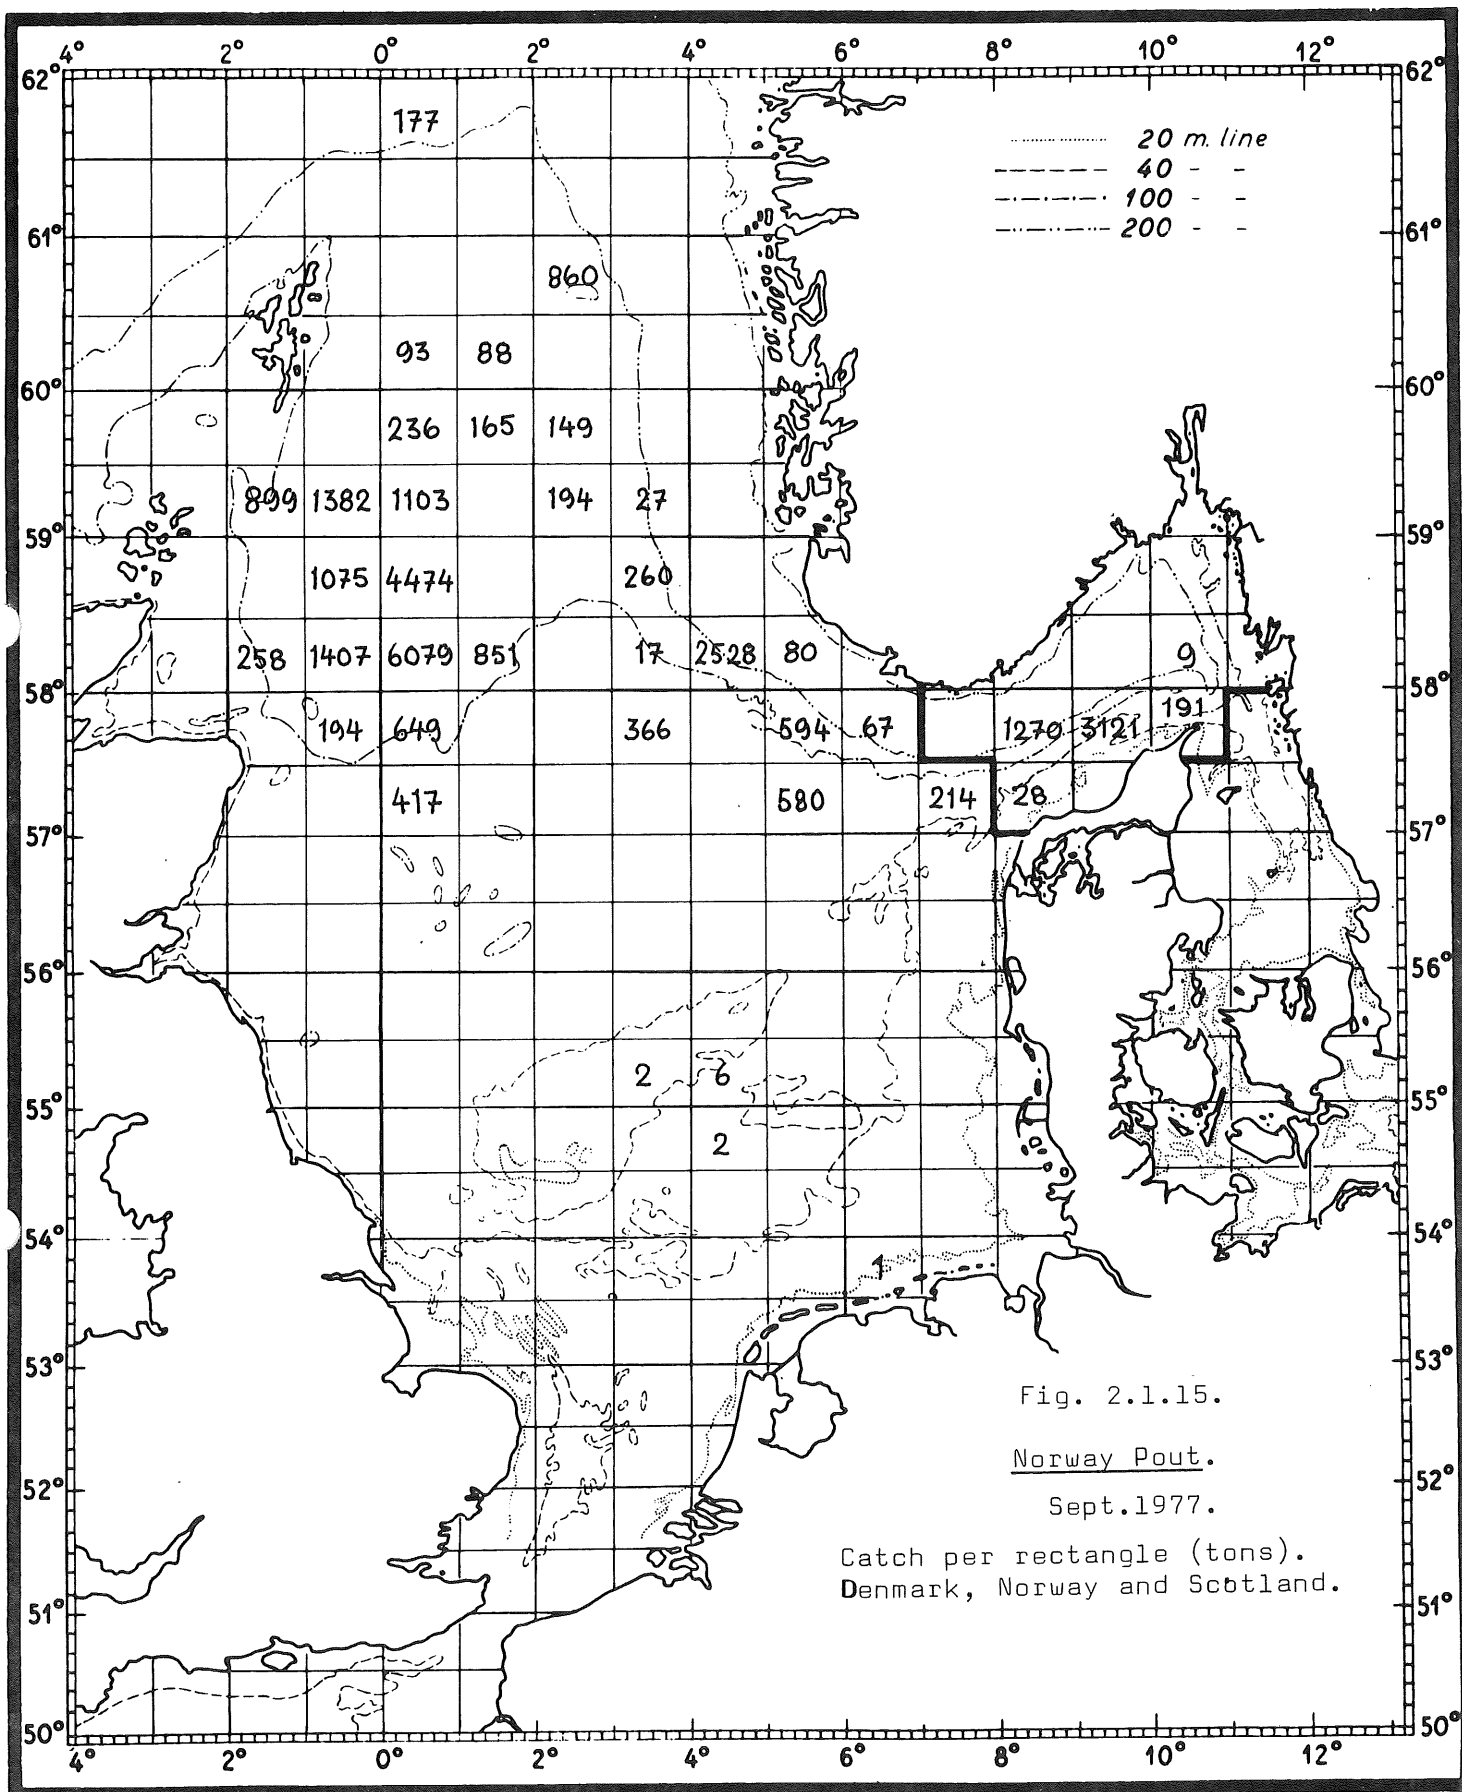 4° 2° 0° 2° 4° 6° 8° 10° 12°
62° 62°
177
20 m. line
40 - -
100 - -
200 - -
61° 61°
860
93 88
60° 60°
236 165 149
899 1382 1103 194 27
59° 59°
1075 4474 260
258 1407 6079 851 17 2528 80 9
58° 58°
194 649 366 594 67 1270 3121 191
417 580 214 28
57° 57°
56° 56°
2 6
55° 55°
2
54° 54°
1
53° 53°
Fig. 2.1.15.
Norway Pout.
52° 52°
Sept.1977.
Catch per rectangle (tons).
Denmark, Norway and Scotland.
51° 51°
50° 50°
4° 2° 0° 2° 4° 6° 8° 10° 12°